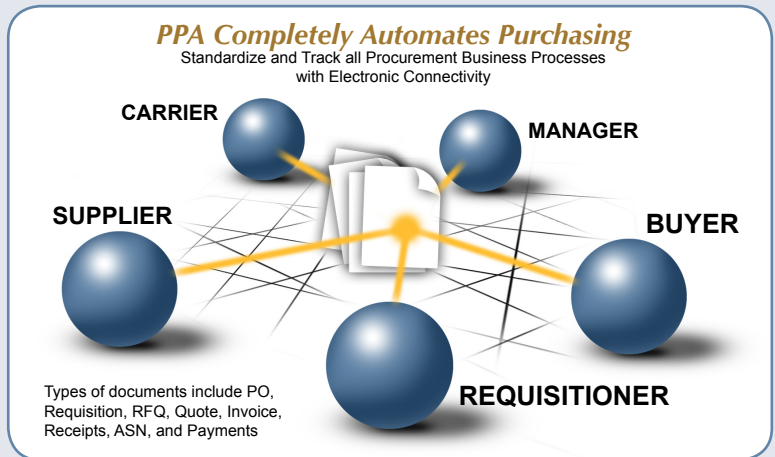 PPA Completely Automates Purchasing
Standardize and Track all Procurement Business Processes
with Electronic Connectivity
CARRIER
MANAGER
SUPPLIER
BUYER
REQUISITIONER
Types of documents include PO,
Requisition, RFQ, Quote, Invoice,
Receipts, ASN, and Payments